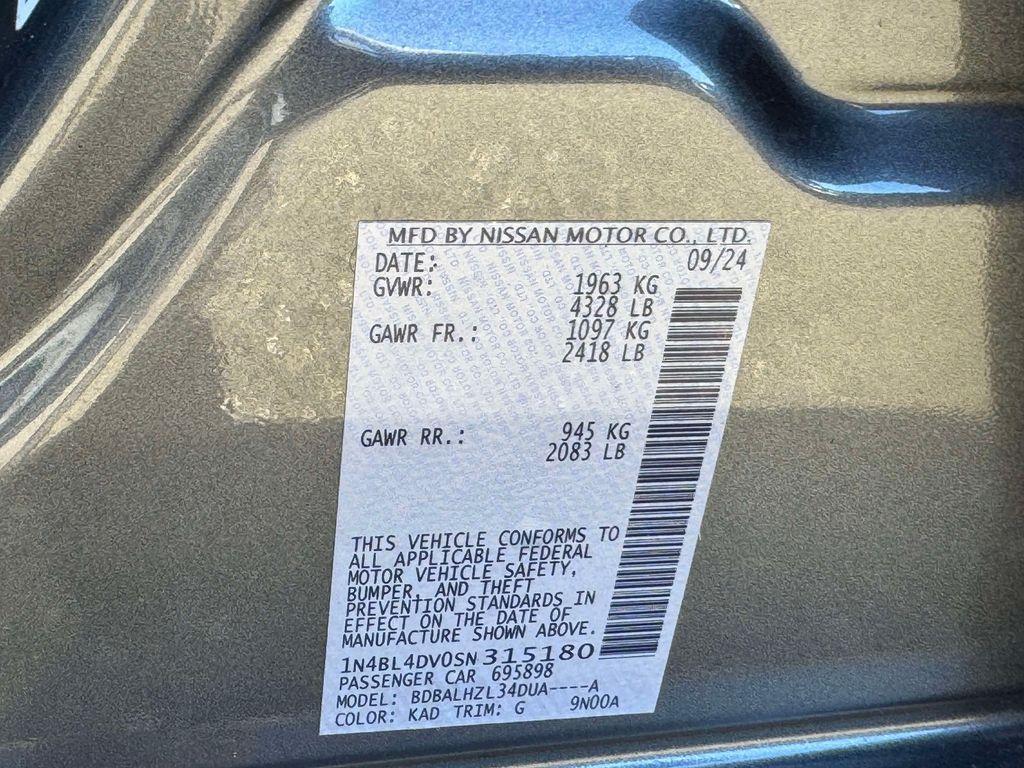 MFD BY NISSAN MOTOR CO., LTD.
DATE: 09/24
GVWR: 1963 KG
4328 LB
GAWR FR.: 1097 KG
2418 LB
GAWR RR.: 945 KG
2083 LB
THIS VEHICLE CONFORMS TO
ALL APPLICABLE FEDERAL
MOTOR VEHICLE SAFETY,
BUMPER, AND THEFT
PREVENTION STANDARDS IN
EFFECT ON THE DATE OF
MANUFACTURE SHOWN ABOVE.
1N4BL4DV0SN315180
PASSENGER CAR 695898
MODEL: BDBALHZL34DUA----A
COLOR: KAD TRIM: G 9N00A